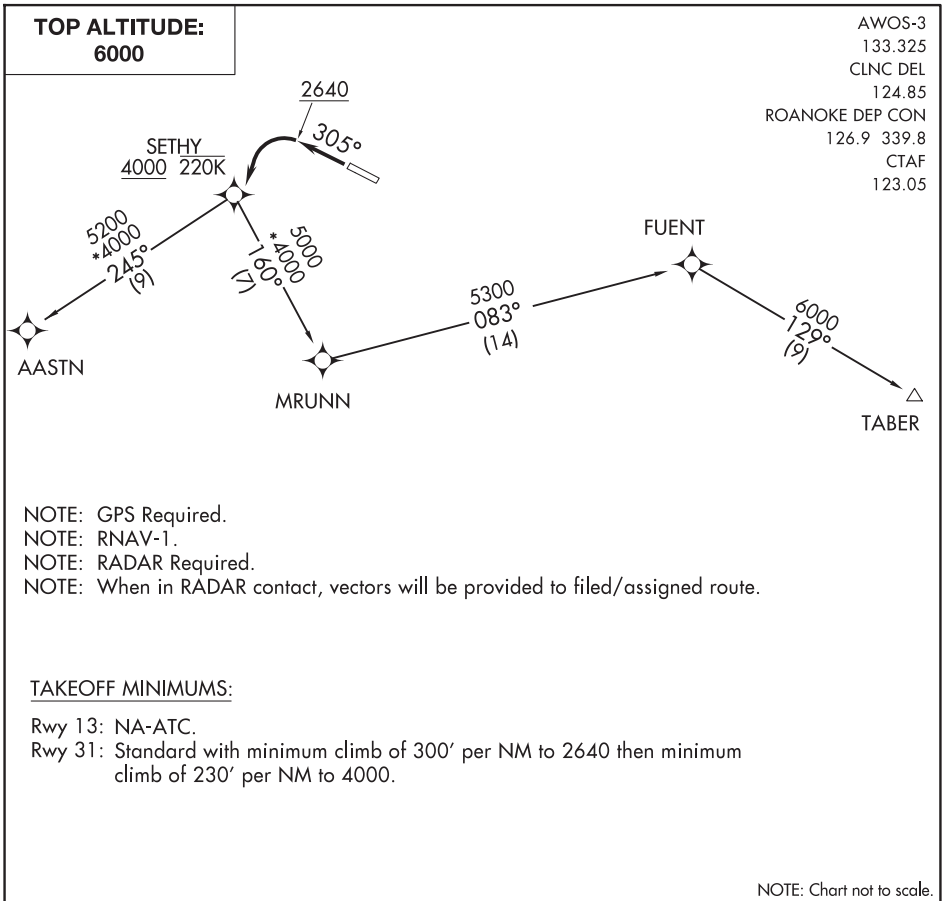 TOP ALTITUDE:
6000
AWOS-3
133.325
CLNC DEL
124.85
ROANOKE DEP CON
126.9 339.8
CTAF
123.05
2640
305°
SETHY
4000 220K
5200
*4000
245°
(9)
5000
*4000
160°
(7)
AASTN
MRUNN
5300
083°
(14)
FUENT
6000
129°
(9)
TABER
NOTE: GPS Required.
NOTE: RNAV-1.
NOTE: RADAR Required.
NOTE: When in RADAR contact, vectors will be provided to filed/assigned route.
TAKEOFF MINIMUMS:
Rwy 13: NA-ATC.
Rwy 31: Standard with minimum climb of 300' per NM to 2640 then minimum
climb of 230' per NM to 4000.
NOTE: Chart not to scale.